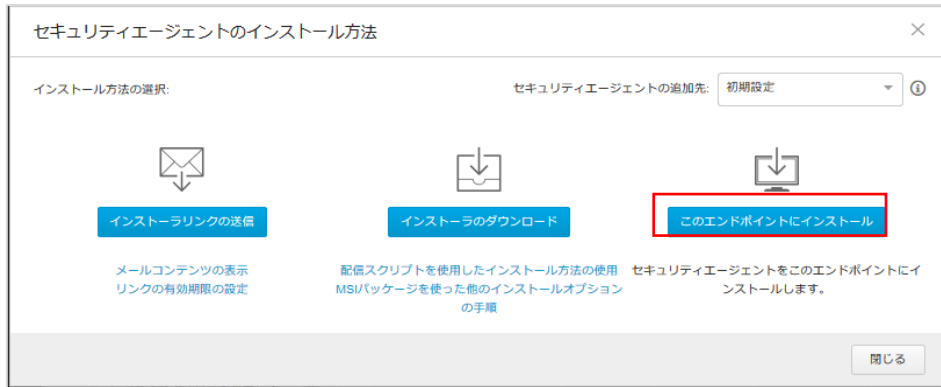 セキュリティエージェントのインストール方法
インストール方法の選択:
セキュリティエージェントの追加先: 初期設定
インストーラリンクの送信
メールコンテンツの表示
リンクの有効期限の設定
インストーラのダウンロード
配信スクリプトを使用したインストール方法の使用
MSIパッケージを使った他のインストールオプション
の手順
このエンドポイントにインストール
セキュリティエージェントをこのエンドポイントにイ
ンストールします。
閉じる